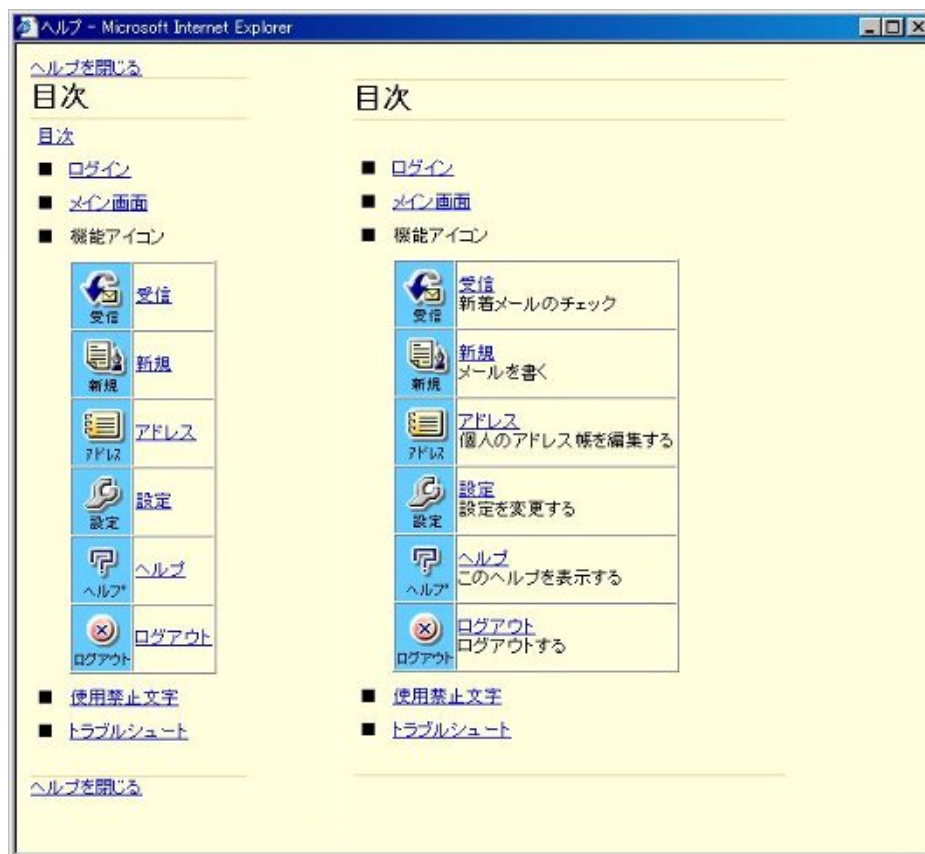 ヘルプ - Microsoft Internet Explorer
ヘルプを閉じる
目次
目次
ログイン
メイン画面
機能アイコン
受信
受信
新規
新規
アドレス
アドレス
設定
設定
ヘルプ
ヘルプ
ログアウト
ログアウト
使用禁止文字
トラブルシュート
ヘルプを閉じる
目次
ログイン
メイン画面
機能アイコン
受信
受信
新着メールのチェック
新規
新規
メールを書く
アドレス
アドレス
個人のアドレス帳を編集する
設定
設定
設定を変更する
ヘルプ
ヘルプ
このヘルプを表示する
ログアウト
ログアウト
ログアウトする
使用禁止文字
トラブルシュート